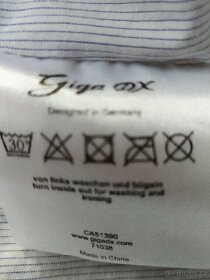 Giga DX
Designed in Germany
30°
von links waschen und bügeln
turn inside out for washing and
ironing
CAS1390
www.gigadx.com
71038
Made in China